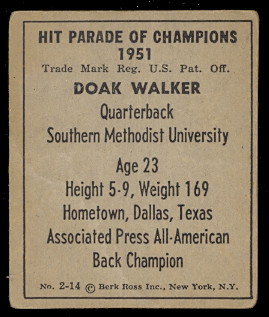 HIT PARADE OF CHAMPIONS
1951
Trade Mark Reg. U.S. Pat. Off.
DOAK WALKER
Quarterback
Southern Methodist University
Age 23
Height 5-9, Weight 169
Hometown, Dallas, Texas
Associated Press All-American
Back Champion
No. 2-14 © Berk Ross Inc., New York, N.Y.